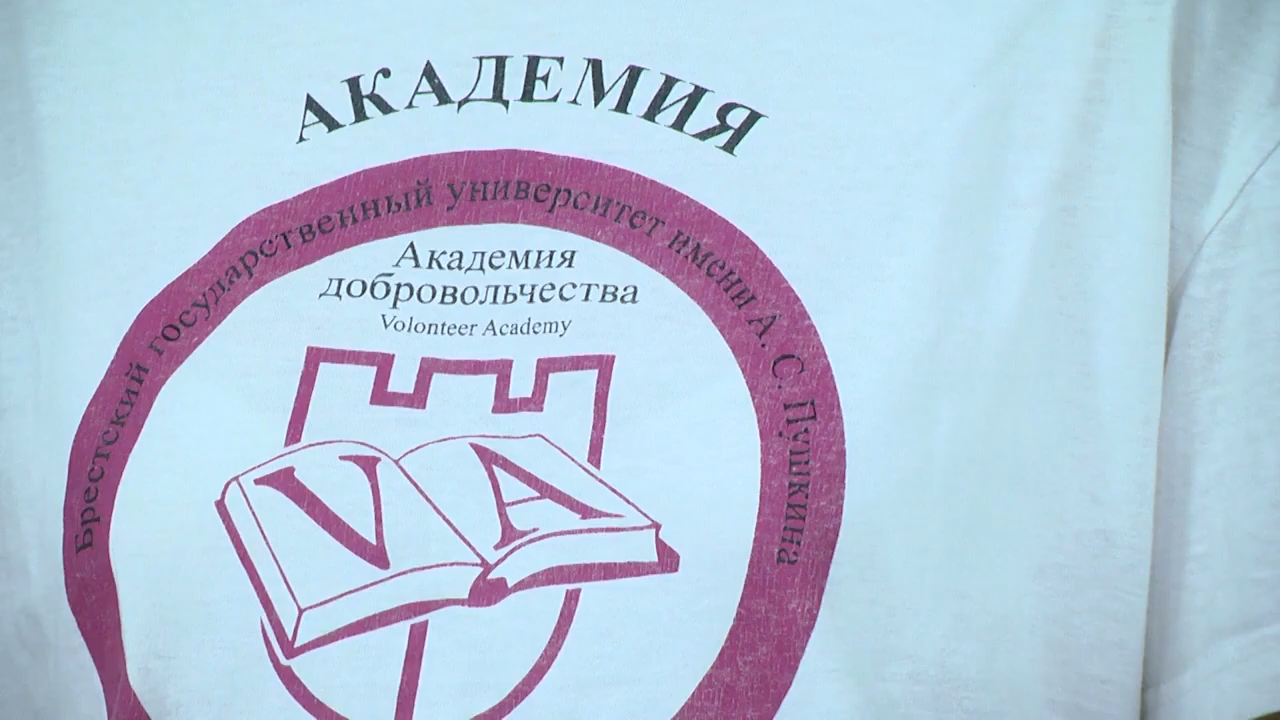 АКАДЕМИЯ
Брестский государственный университет имени А. С. Пушкина
Академия
добровольчества
Volonteer Academy
VA